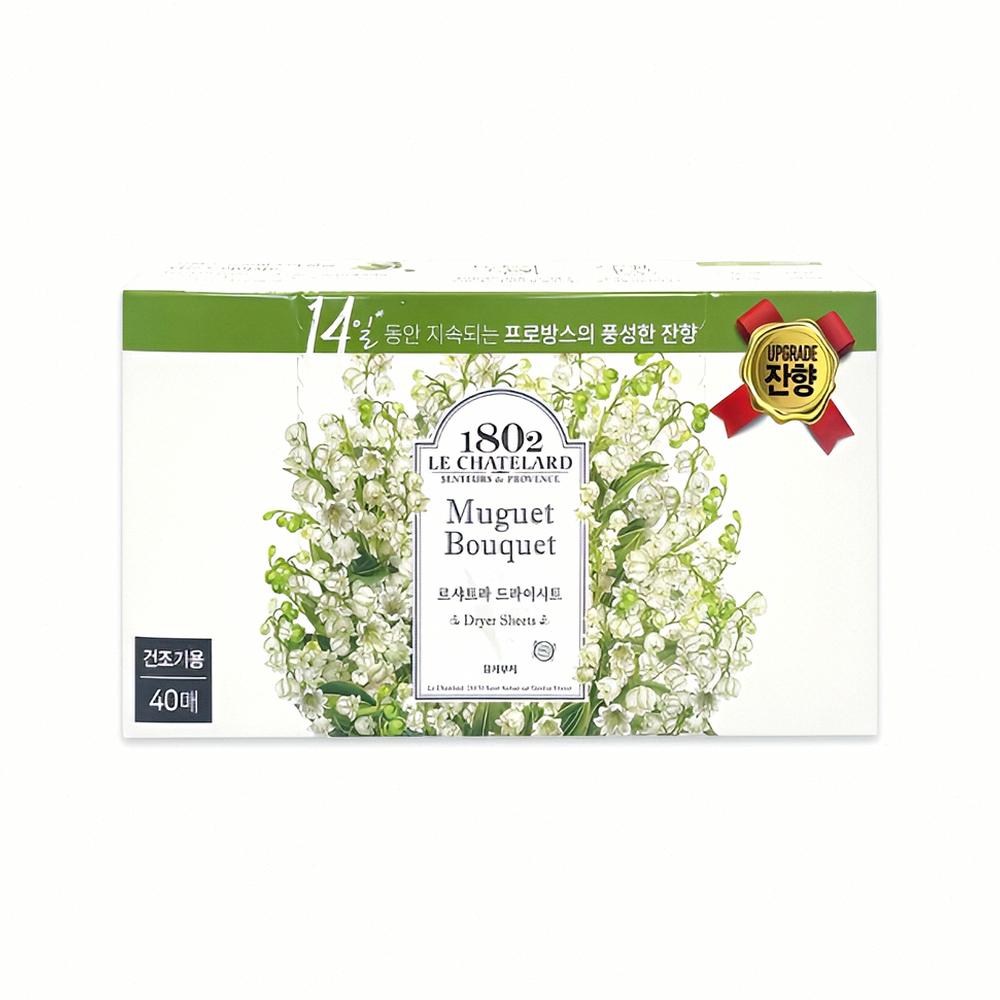 14일* 동안 지속되는 프로방스의 풍성한 잔향
UPGRADE
잔향
1802
LE CHATELARD
SENTEURS de PROVENCE
Muguet
Bouquet
르샤트라 드라이시트
Dryer Sheets
건조기용
40매